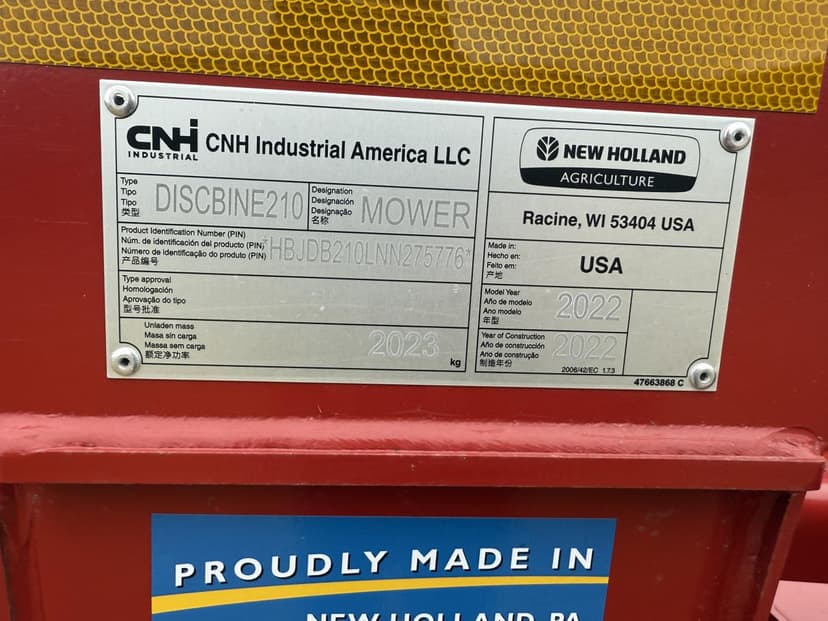 CNH
INDUSTRIAL
CNH Industrial America LLC
Type
Tipo
Tipo
类型
DISCBINE210
Designation
Designación
Designação
名称
MOWER
Product Identification Number (PIN)
Núm. de identificación del producto (PIN)
Número de identificação do produto (PIN)
产品编号
*HBJDB210LNN275776*
Type approval
Homologación
Aprovação do tipo
型号批准
Unladen mass
Masa sin carga
Massa sem carga
额定净功率
2023
kg
NEW HOLLAND
AGRICULTURE
Racine, WI 53404 USA
Made in:
Hecho en:
Feito em:
产地
USA
Model Year
Año de modelo
Ano modelo
年型
2022
Year of Construction
Año de construcción
Ano de construção
制造年份
2022
2006/42/EC 1.7.3
47663868 C
PROUDLY MADE IN
NEW HOLLAND, PA